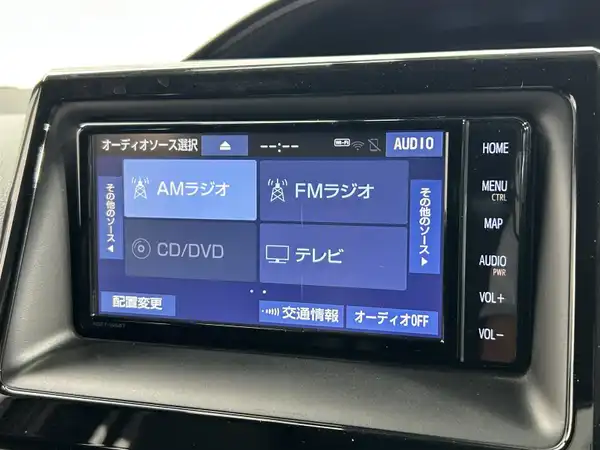 オーディオソース選択
--:--
Wi-Fi
AUDIO
その他のソース
AMラジオ
FMラジオ
その他のソース
CD/DVD
テレビ
配置変更
交通情報
オーディオOFF
HOME
MENU
CTRL
MAP
AUDIO
PWR
VOL+
VOL-